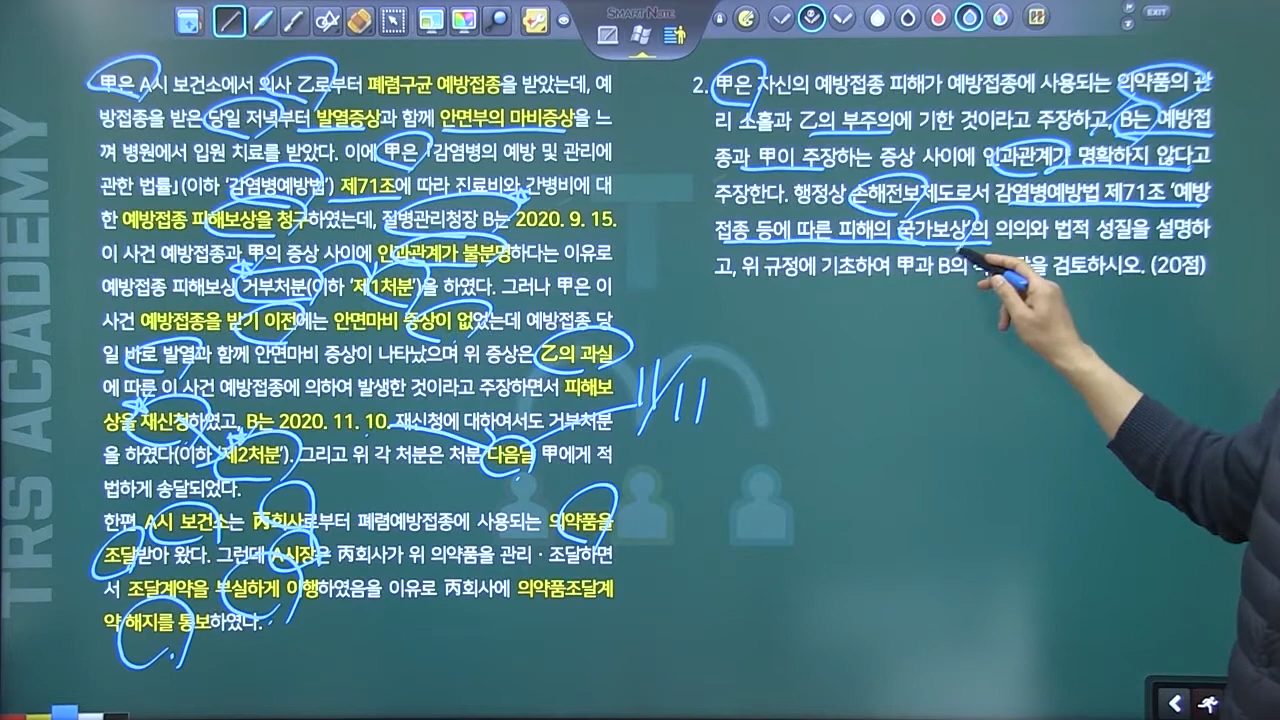 SMARTNOTE
EXIT
TRS ACADEMY
甲은 A시 보건소에서 의사 乙로부터 폐렴구균 예방접종을 받았는데, 예
방접종을 받은 당일 저녁부터 발열증상과 함께 안면부의 마비증상을 느
껴 병원에서 입원 치료를 받았다. 이에 甲은 「감염병의 예방 및 관리에
관한 법률」(이하 '감염병예방법') 제71조에 따라 진료비와 간병비에 대
한 예방접종 피해보상을 청구하였는데, 질병관리청장 B는 2020. 9. 15.
이 사건 예방접종과 甲의 증상 사이에 인과관계가 불분명하다는 이유로
예방접종 피해보상 거부처분(이하 '제1처분')을 하였다. 그러나 甲은 이
사건 예방접종을 받기 이전에는 안면마비 증상이 없었는데 예방접종 당
일 바로 발열과 함께 안면마비 증상이 나타났으며 위 증상은 乙의 과실
에 따른 이 사건 예방접종에 의하여 발생한 것이라고 주장하면서 피해보
상을 재신청하였고, B는 2020. 11. 10. 재신청에 대하여서도 거부처분
을 하였다(이하 '제2처분'). 그리고 위 각 처분은 처분 다음날 甲에게 적
법하게 송달되었다.
한편 A시 보건소는 丙회사로부터 폐렴예방접종에 사용되는 의약품을
조달받아 왔다. 그런데 A시장은 丙회사가 위 의약품을 관리 · 조달하면
서 조달계약을 부실하게 이행하였음을 이유로 丙회사에 의약품조달계
약 해지를 통보하였다.
11/11
2. 甲은 자신의 예방접종 피해가 예방접종에 사용되는 의약품의 관
리 소홀과 乙의 부주의에 기한 것이라고 주장하고, B는 예방접
종과 甲이 주장하는 증상 사이에 인과관계가 명확하지 않다고
주장한다. 행정상 손해전보제도로서 감염병예방법 제71조 '예방
접종 등에 따른 피해의 국가보상'의 의의와 법적 성질을 설명하
고, 위 규정에 기초하여 甲과 B의 검토하시오. (20점)